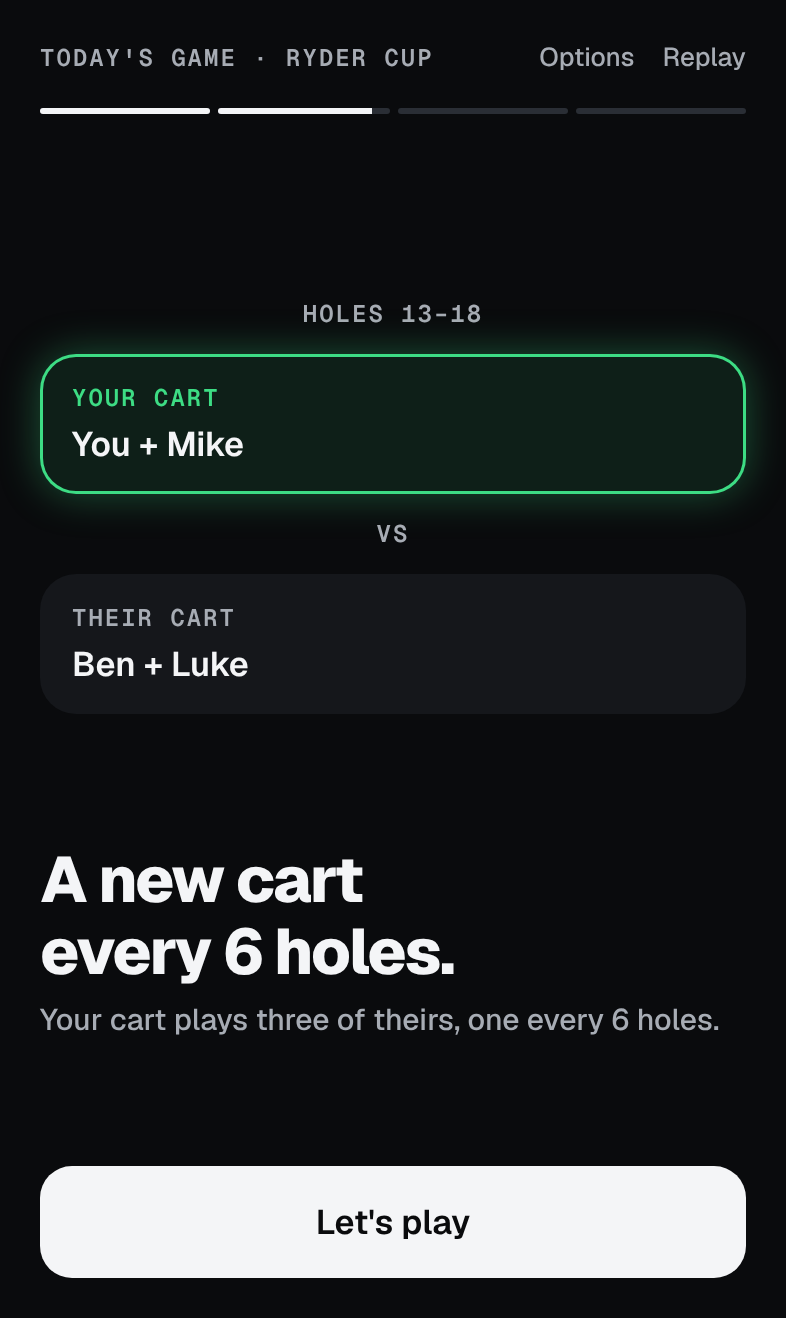 TODAY'S GAME · RYDER CUP
Options
Replay
HOLES 13–18
YOUR CART
You + Mike
VS
THEIR CART
Ben + Luke
A new cart
every 6 holes.
Your cart plays three of theirs, one every 6 holes.
Let's play